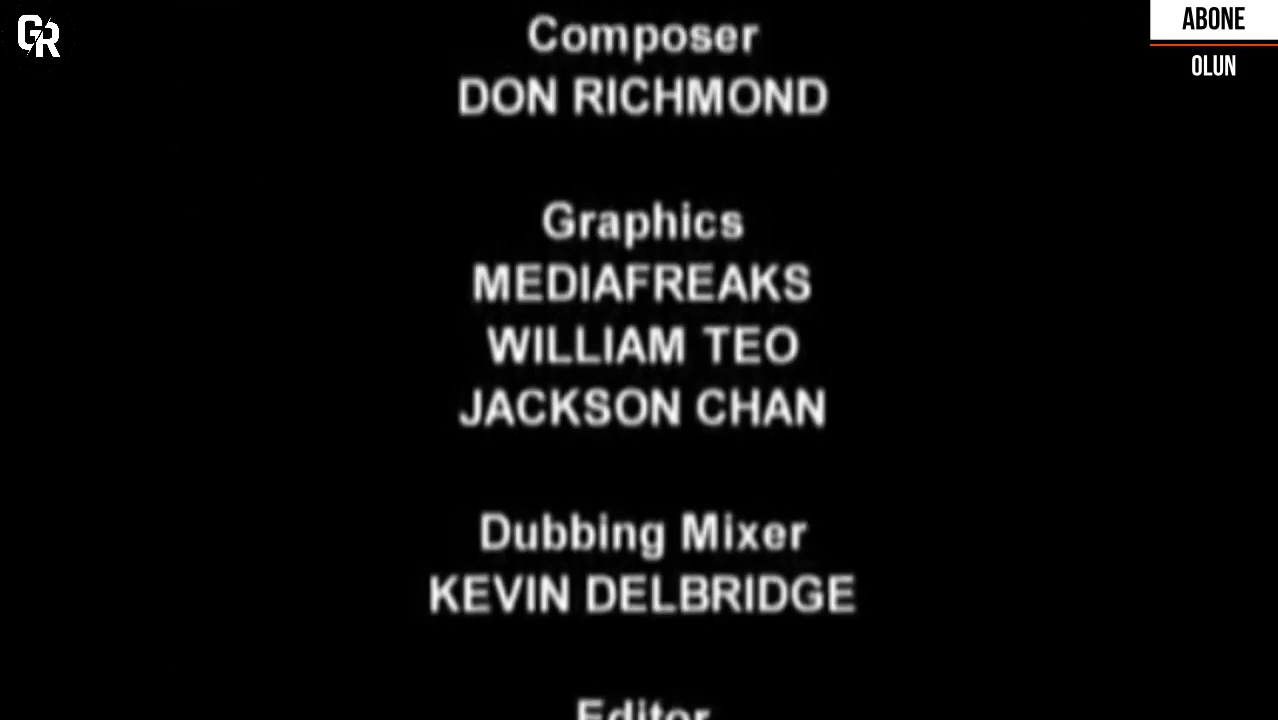 GR
ABONE
OLUN
Composer
DON RICHMOND
Graphics
MEDIAFREAKS
WILLIAM TEO
JACKSON CHAN
Dubbing Mixer
KEVIN DELBRIDGE
Editor